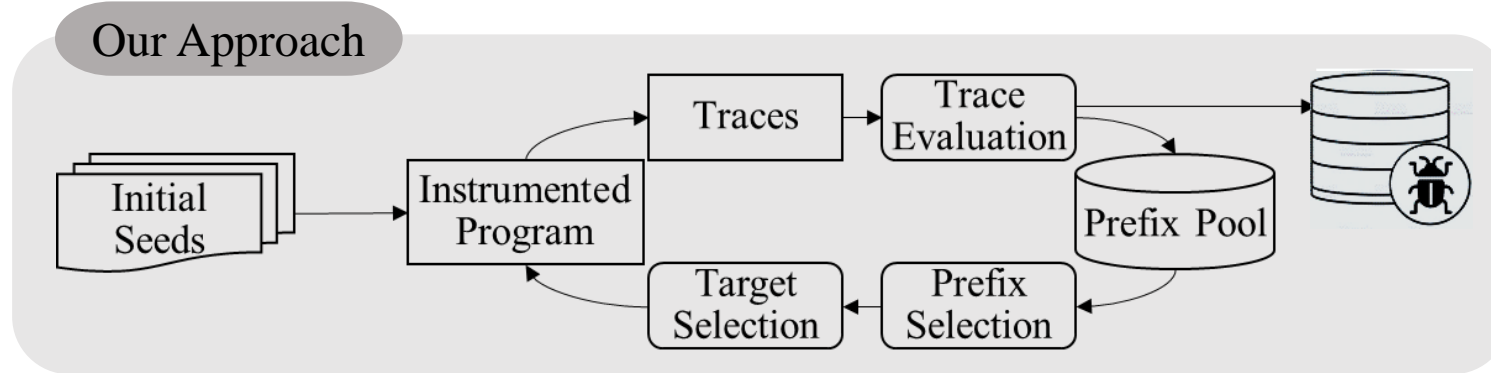 Our Approach
Initial
Seeds
Instrumented
Program
Traces
Trace
Evaluation
Prefix Pool
Prefix
Selection
Target
Selection